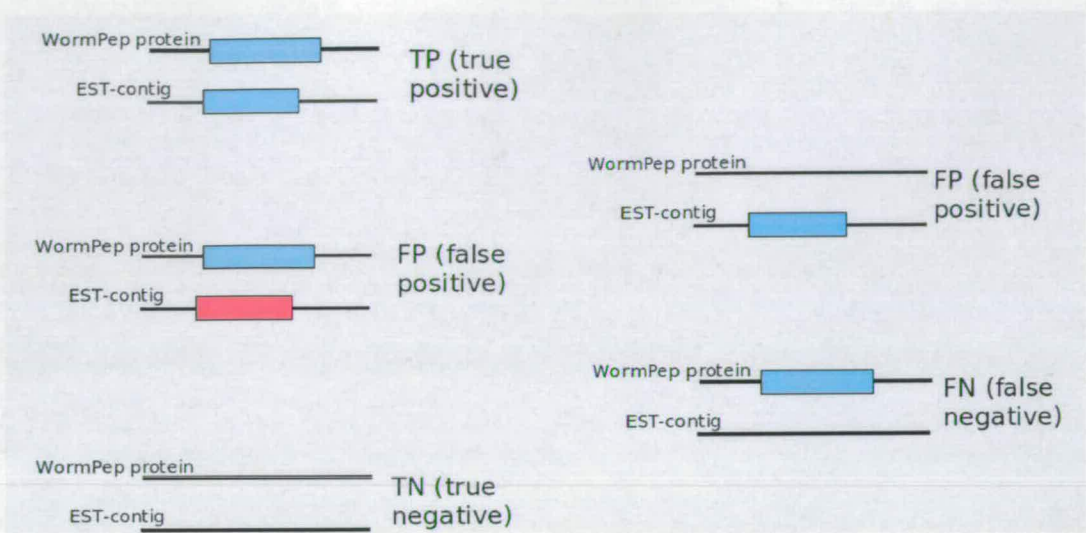 WormPep protein
TP (true
positive)
EST-contig
WormPep protein
FP (false
positive)
EST-contig
WormPep protein
FP (false
positive)
EST-contig
WormPep protein
FN (false
negative)
EST-contig
WormPep protein
TN (true
negative)
EST-contig